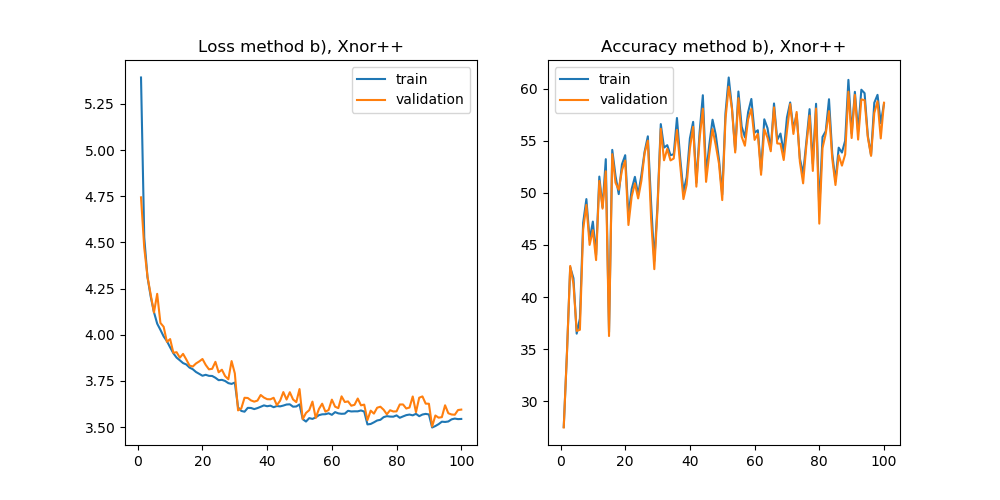 Loss method b), Xnor++
train
validation
5.25
5.00
4.75
4.50
4.25
4.00
3.75
3.50
0 20 40 60 80 100
Accuracy method b), Xnor++
train
validation
60
55
50
45
40
35
30
0 20 40 60 80 100